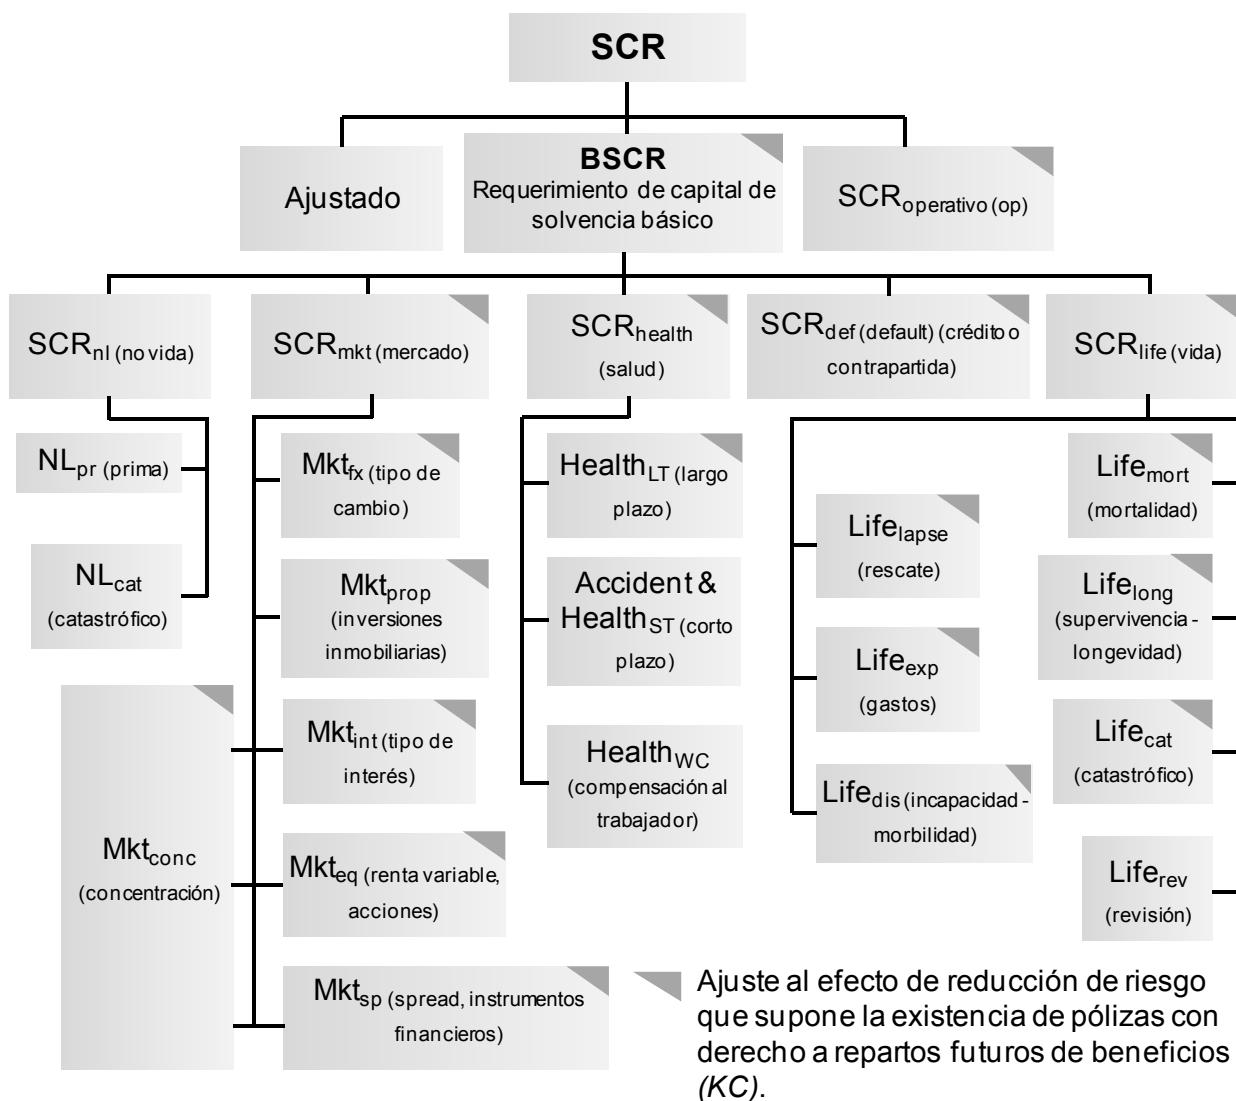 SCR
Ajustado
BSCR
Requerimiento de capital de
solvencia básico
SCRoperativo (op)
SCRnl (no vida)
SCRmkt (mercado)
SCRhealth
(salud)
SCRdef (default) (crédito o
contrapartida)
SCRlife (vida)
NLpr (prima)
NLcat
(catastrófico)
Mktconc
(concentración)
Mktfx (tipo de
cambio)
Mktprop
(inversiones
inmobiliarias)
Mktint (tipo de
interés)
Mkteq (renta variable,
acciones)
Mktsp (spread, instrumentos
financieros)
HealthLT (largo
plazo)
Accident &
HealthST (corto
plazo)
HealthWC
(compensación al
trabajador)
Lifelapse
(rescate)
Lifeexp
(gastos)
Lifedis (incapacidad -
morbilidad)
Lifemort
(mortalidad)
Lifelong
(supervivencia -
longevidad)
Lifecat
(catastrófico)
Liferev
(revisión)
Ajuste al efecto de reducción de riesgo
que supone la existencia de pólizas con
derecho a repartos futuros de beneficios
(KC).